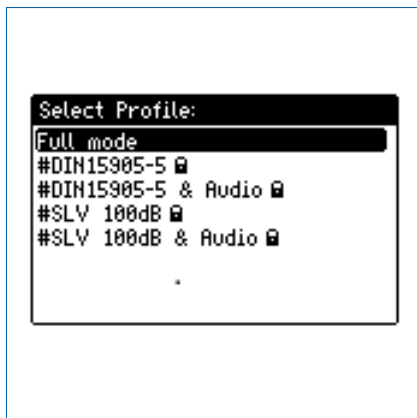 Select Profile:
Full mode
#DIN15905-5
#DIN15905-5 & Audio
#SLV 100dB
#SLV 100dB & Audio